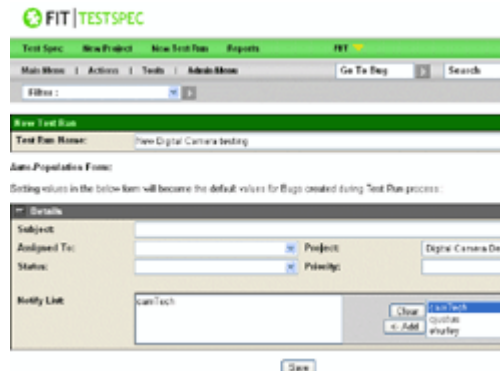 FIT TESTSPEC
Test Spec New Project New Test Run Reports FIT
Main Menu | Actions | Tools | Admin Menu Go To Bug Search
Filter :
New Test Run
Test Run Name: New Digital Camera testing
Auto-Population Form:
Setting values in the below form will become the default values for Bugs created during Test Run process:
Details
Subject:
Assigned To: Project: Digital Camera De
Status: Priority:
Notify List: camTech Clear camTech
<- Add
Save